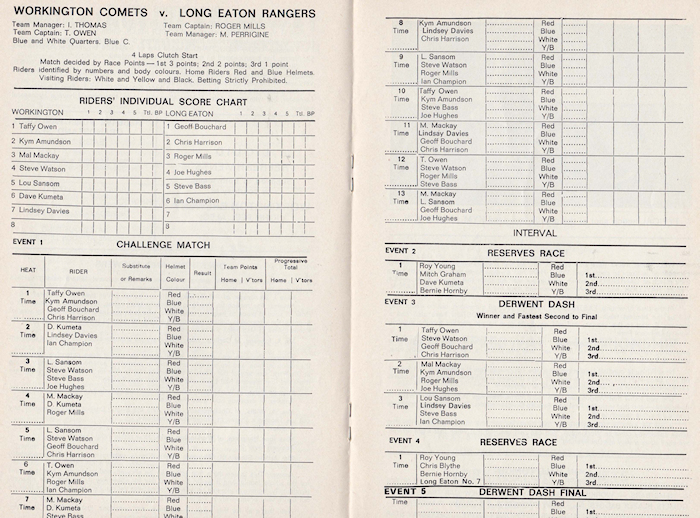 WORKINGTON COMETS v. LONG EATON RANGERS
Team Manager: I. THOMAS Team Captain: ROGER MILLS
Team Captain: T. OWEN Team Manager: M. PERRIGINE
Blue and White Quarters. Blue C.
4 Laps Clutch Start
Match decided by Race Points—1st 3 points; 2nd 2 points; 3rd 1 point
Riders identified by numbers and body colours. Home Riders Red and Blue Helmets.
Visiting Riders: White and Yellow and Black. Betting Strictly Prohibited.
RIDERS' INDIVIDUAL SCORE CHART
WORKINGTON 1 2 3 4 5 Ttl. BP LONG EATON 1 2 3 4 5 Ttl. BP
1 Taffy Owen 1 Geoff Bouchard
2 Kym Amundson 2 Chris Harrison
3 Mal Mackay 3 Roger Mills
4 Steve Watson 4 Joe Hughes
5 Lou Sansom 5 Steve Bass
6 Dave Kumeta 6 Ian Champion
7 Lindsey Davies 7
8 8
EVENT 1 CHALLENGE MATCH
HEAT RIDER Substitute or Remarks Helmet Colour Result Team Points Home V'tors Progressive Total Home V'tors
1 Taffy Owen Red
Time Kym Amundson Blue
Geoff Bouchard White
Chris Harrison Y/B
2 D. Kumeta Red
Time Lindsey Davies Blue
Ian Champion White
Y/B
3 L. Sansom Red
Time Steve Watson Blue
Steve Bass White
Joe Hughes Y/B
4 M. Mackay Red
Time D. Kumeta Blue
Roger Mills White
Y/B
5 L. Sansom Red
Time Steve Watson Blue
Geoff Bouchard White
Chris Harrison Y/B
6 T. Owen Red
Time Kym Amundson Blue
Roger Mills White
Ian Champion Y/B
7 M. Mackay Red
Time D. Kumeta Blue
Steve Bass White
8 Kym Amundson Red
Time Lindsey Davies Blue
Chris Harrison White
Y/B
9 L. Sansom Red
Time Steve Watson Blue
Roger Mills White
Ian Champion Y/B
10 Taffy Owen Red
Time Kym Amundson Blue
Steve Bass White
Joe Hughes Y/B
11 M. Mackay Red
Time Lindsay Davies Blue
Geoff Bouchard White
Chris Harrison Y/B
12 T. Owen Red
Time Steve Watson Blue
Roger Mills White
Steve Bass Y/B
13 M. Mackay Red
Time L. Sansom Blue
Geoff Bouchard White
Joe Hughes Y/B
INTERVAL
EVENT 2 RESERVES RACE
1 Roy Young Red
Time Mitch Graham Blue 1st
Dave Kumeta White 2nd
Bernie Hornby Y/B 3rd
EVENT 3 DERWENT DASH
Winner and Fastest Second to Final
1 Taffy Owen Red
Time Steve Watson Blue 1st
Geoff Bouchard White 2nd
Chris Harrison Y/B 3rd
2 Mal Mackay Red
Time Kym Amundson Blue 1st
Roger Mills White 2nd
Joe Hughes Y/B 3rd
3 Lou Sansom Red
Time Lindsey Davies Blue 1st
Steve Bass White 2nd
Ian Champion Y/B 3rd
EVENT 4 RESERVES RACE
1 Roy Young Red
Time Chris Blythe Blue 1st
Bernie Hornby White 2nd
Long Eaton No. 7 Y/B 3rd
EVENT 5 DERWENT DASH FINAL
Time Red
Blue 1st